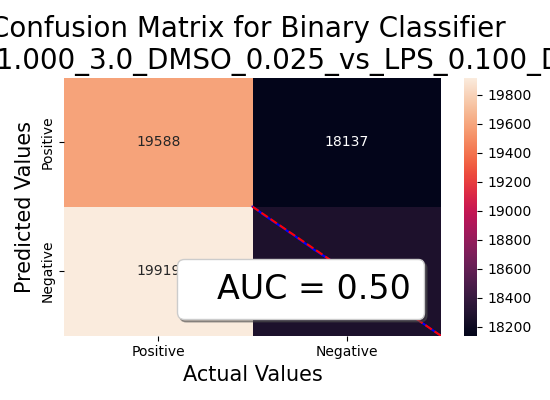 Confusion Matrix for Binary Classifier
1.000_3.0_DMSO_0.025_vs_LPS_0.100_D
19800
19600
19400
19200
19000
18800
18600
18400
18200
Predicted Values
Positive
Negative
19588
18137
19919
AUC = 0.50
Positive
Negative
Actual Values